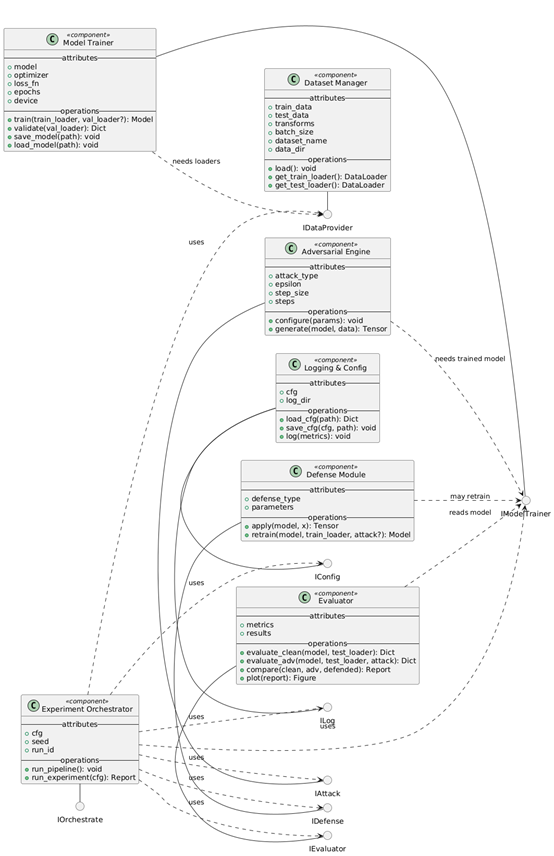 C
«component»
Model Trainer
attributes
model
optimizer
loss_fn
epochs
device
operations
train(train_loader, val_loader?): Model
validate(val_loader): Dict
save_model(path): void
load_model(path): void
C
«component»
Dataset Manager
attributes
train_data
test_data
transforms
batch_size
dataset_name
data_dir
operations
load(): void
get_train_loader(): DataLoader
get_test_loader(): DataLoader
needs loaders
IDataProvider
uses
C
«component»
Adversarial Engine
attributes
attack_type
epsilon
step_size
steps
operations
configure(params): void
generate(model, data): Tensor
needs trained model
C
«component»
Logging & Config
attributes
cfg
log_dir
operations
load_cfg(path): Dict
save_cfg(cfg, path): void
log(metrics): void
C
«component»
Defense Module
attributes
defense_type
parameters
operations
apply(model, x): Tensor
retrain(model, train_loader, attack?): Model
may retrain
reads model
IModelTrainer
IConfig
uses
C
«component»
Evaluator
attributes
metrics
results
operations
evaluate_clean(model, test_loader): Dict
evaluate_adv(model, test_loader, attack): Dict
compare(clean, adv, defended): Report
plot(report): Figure
C
«component»
Experiment Orchestrator
attributes
cfg
seed
run_id
operations
run_pipeline(): void
run_experiment(cfg): Report
IOrchestrate
uses
ILog
uses
uses
IAttack
uses
IDefense
uses
IEvaluator